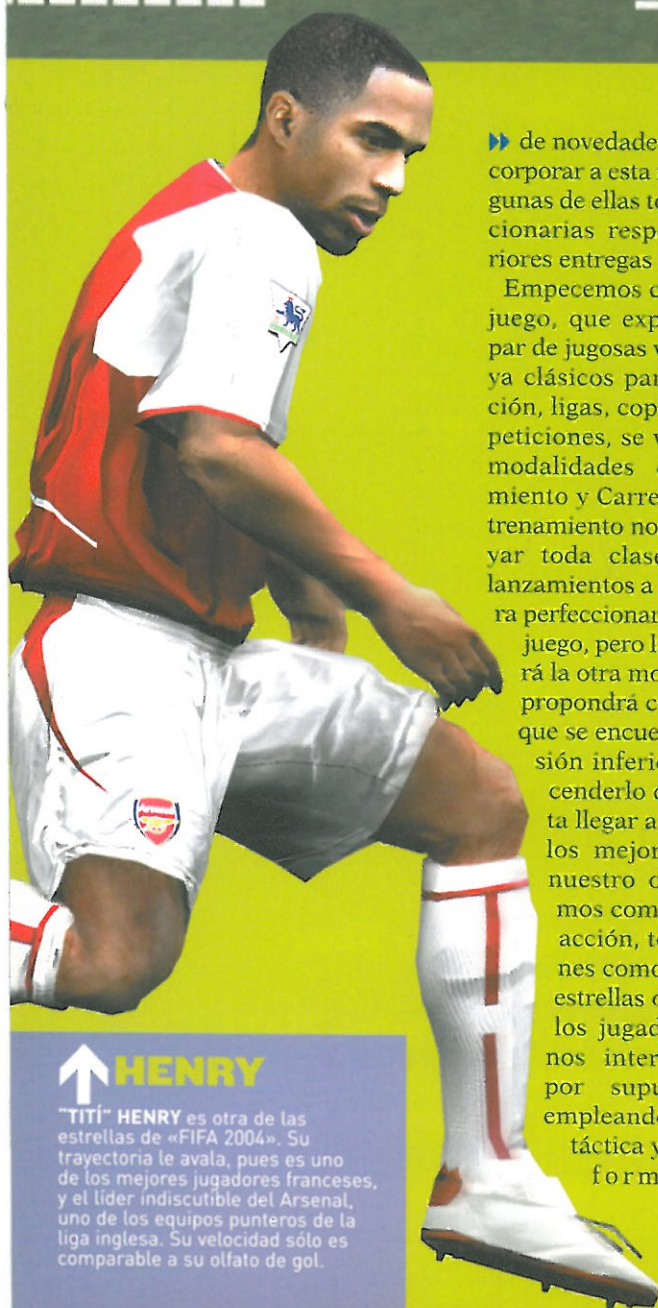 de novedade
corporar a esta
gunas de ellas to
cionarias resp
riores entregas
Empecemos c
juego, que exp
par de jugosas v
ya clásicos par
ción, ligas, cop
peticiones, se v
modalidades
miento y Carre
trenamiento no
yar toda clase
lanzamientos a
ra perfeccionar
juego, pero l
rá la otra mo
propondrá c
que se encue
sión inferi
cenderlo
ta llegar a
los mejor
nuestro
mos com
acción, t
nes como
estrellas
los jugad
nos inter
por supu
empleand
táctica y
form
Arsenal
HENRY
"TITÍ" HENRY es otra de las
estrellas de «FIFA 2004». Su
trayectoria le avala, pues es uno
de los mejores jugadores franceses,
y el líder indiscutible del Arsenal,
uno de los equipos punteros de la
liga inglesa. Su velocidad sólo es
comparable a su olfato de gol.